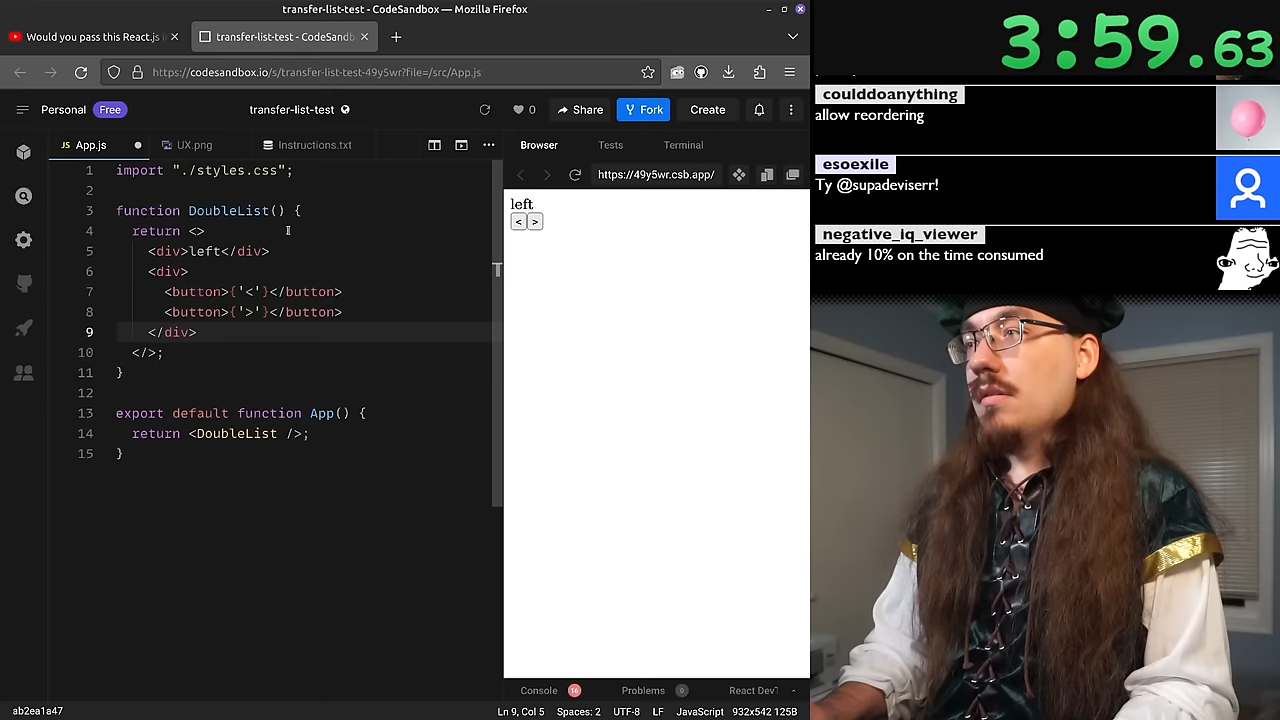 transfer-list-test - CodeSandbox — Mozilla Firefox
Would you pass this React.js
transfer-list-test - CodeSandb
https://codesandbox.io/s/transfer-list-test-49y5wr?file=/src/App.js
Personal Free transfer-list-test 0 Share Fork Create
App.js UX.png Instructions.txt
1 import "./styles.css";
2
3 function DoubleList() {
4 return <>
5 <div>left</div>
6 <div>
7 <button>{'<'}</button>
8 <button>{'>'}</button>
9 </div>
10 </>;
11 }
12
13 export default function App() {
14 return <DoubleList />;
15 }
Browser Tests Terminal
https://49y5wr.csb.app/
left
< >
Console 16 Problems 0 React Dev
ab2ea1a47 Ln 9, Col 5 Spaces: 2 UTF-8 LF JavaScript 932x542 125B
3:59.63
coulddoanything
allow reordering
esoexile
Ty @supadeviserr!
negative_iq_viewer
already 10% on the time consumed